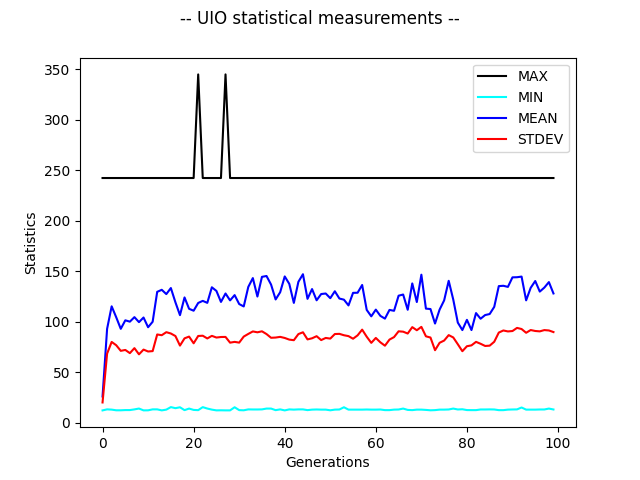 -- UIO statistical measurements --
350
300
250
200
150
100
50
0
Statistics
MAX
MIN
MEAN
STDEV
0 20 40 60 80 100
Generations